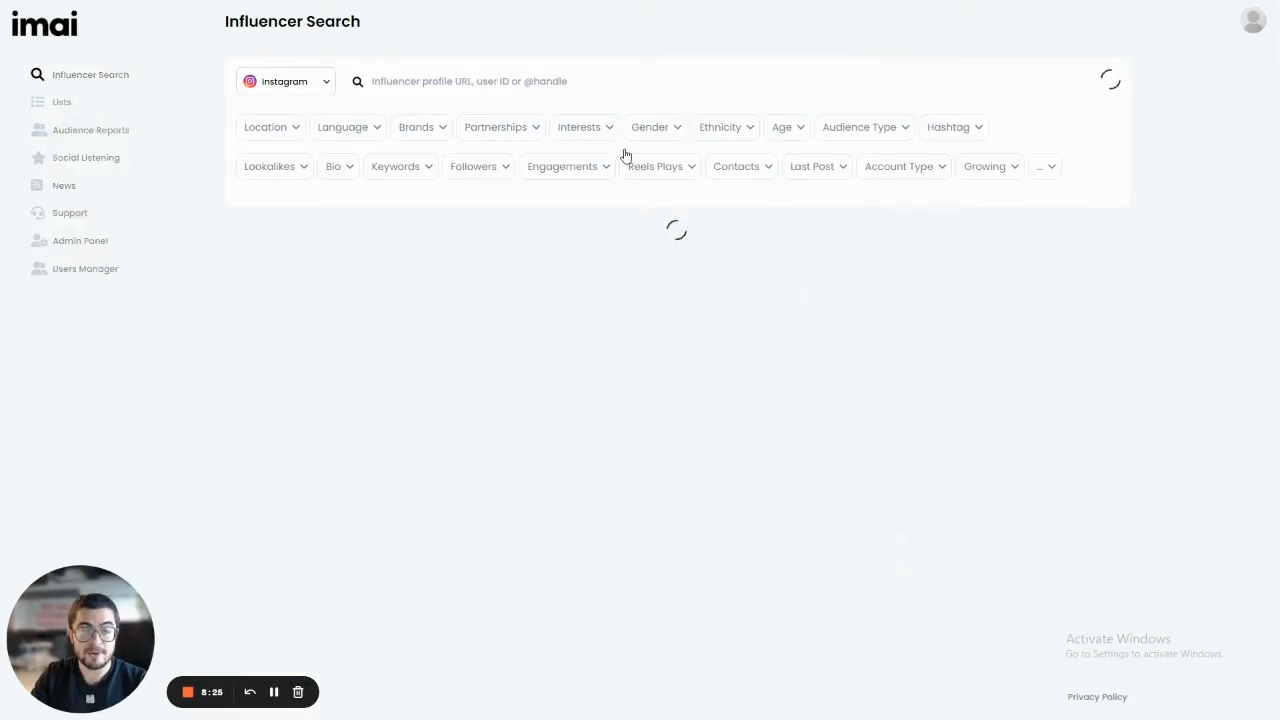 imai
Influencer Search
Influencer Search
Lists
Audience Reports
Social Listening
News
Support
Admin Panel
Users Manager
Instagram
Influencer profile URL, user ID or @handle
Location Language Brands Partnerships Interests Gender Ethnicity Age Audience Type Hashtag
Lookalikes Bio Keywords Followers Engagements Reels Plays Contacts Last Post Account Type Growing ...
8:25
Activate Windows
Go to Settings to activate Windows.
Privacy Policy